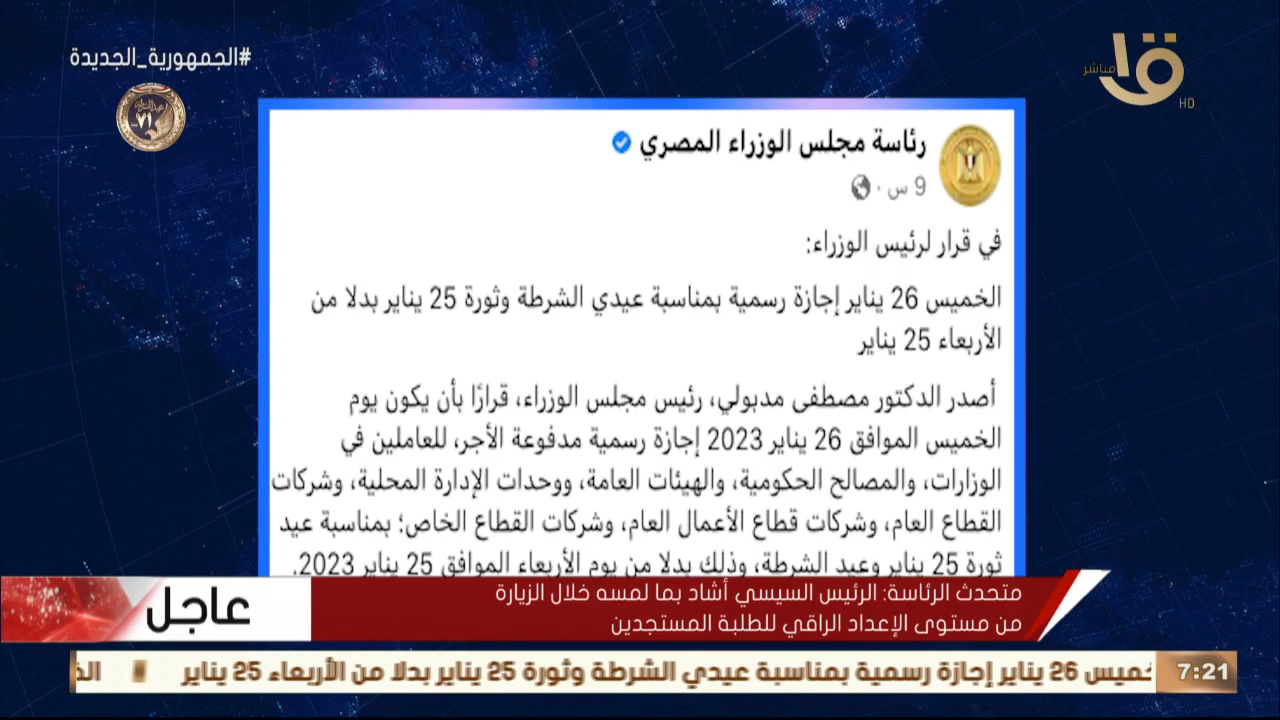 #الجمهورية_الجديدة
مباشر
HD
رئاسة مجلس الوزراء المصري
9 س
في قرار لرئيس الوزراء:
الخميس 26 يناير إجازة رسمية بمناسبة عيدي الشرطة وثورة 25 يناير بدلا من
الأربعاء 25 يناير
أصدر الدكتور مصطفى مدبولي، رئيس مجلس الوزراء، قرارًا بأن يكون يوم
الخميس الموافق 26 يناير 2023 إجازة رسمية مدفوعة الأجر، للعاملين في
الوزارات، والمصالح الحكومية، والهيئات العامة، ووحدات الإدارة المحلية، وشركات
القطاع العام، وشركات قطاع الأعمال العام، وشركات القطاع الخاص؛ بمناسبة عيد
ثورة 25 يناير وعيد الشرطة، وذلك بدلا من يوم الأربعاء الموافق 25 يناير 2023.
متحدث الرئاسة: الرئيس السيسي أشاد بما لمسه خلال الزيارة
من مستوى الإعداد الراقي للطلبة المستجدين
عاجل
7:21
خميس 26 يناير إجازة رسمية بمناسبة عيدي الشرطة وثورة 25 يناير بدلا من الأربعاء 25 يناير